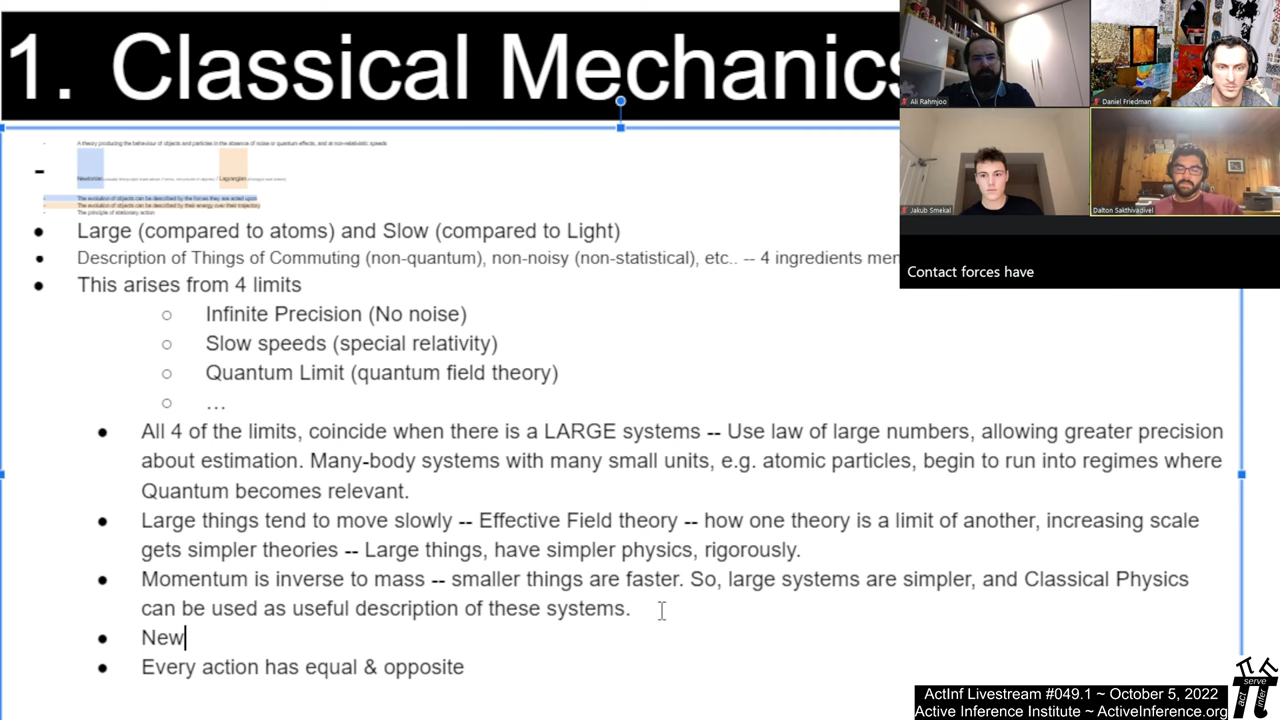 1. Classical Mechanics
A theory producing the behaviour of objects and particles in the absence of noise or quantum effects, and at non-relativistic speeds
Newtonian
Lagrangian
The evolution of objects can be described by the forces they are acted upon
The evolution of objects can be described by their energy over their trajectory
The principle of stationary action
Large (compared to atoms) and Slow (compared to Light)
Description of Things of Commuting (non-quantum), non-noisy (non-statistical), etc.. -- 4 ingredients men
This arises from 4 limits
Infinite Precision (No noise)
Slow speeds (special relativity)
Quantum Limit (quantum field theory)
…
All 4 of the limits, coincide when there is a LARGE systems -- Use law of large numbers, allowing greater precision
about estimation. Many-body systems with many small units, e.g. atomic particles, begin to run into regimes where
Quantum becomes relevant.
Large things tend to move slowly -- Effective Field theory -- how one theory is a limit of another, increasing scale
gets simpler theories -- Large things, have simpler physics, rigorously.
Momentum is inverse to mass -- smaller things are faster. So, large systems are simpler, and Classical Physics
can be used as useful description of these systems.
New
Every action has equal & opposite
Ali Rahmjoo
Daniel Friedman
Jakub Smekal
Dalton Sakthivadivel
Contact forces have
ActInf Livestream #049.1 ~ October 5, 2022
Active Inference Institute ~ ActiveInference.org
act
serve
infer